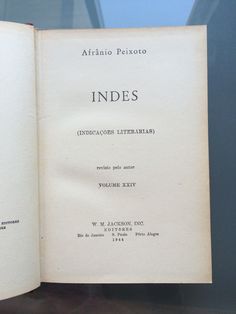 Afrânio Peixoto
INDES
(INDICAÇÕES LITERÁRIAS)
revisto pelo autor
VOLUME XXIV
W. M. JACKSON, INC.
EDITORES
Rio de Janeiro S. Paulo Pôrto Alegre
1944
EDITORES